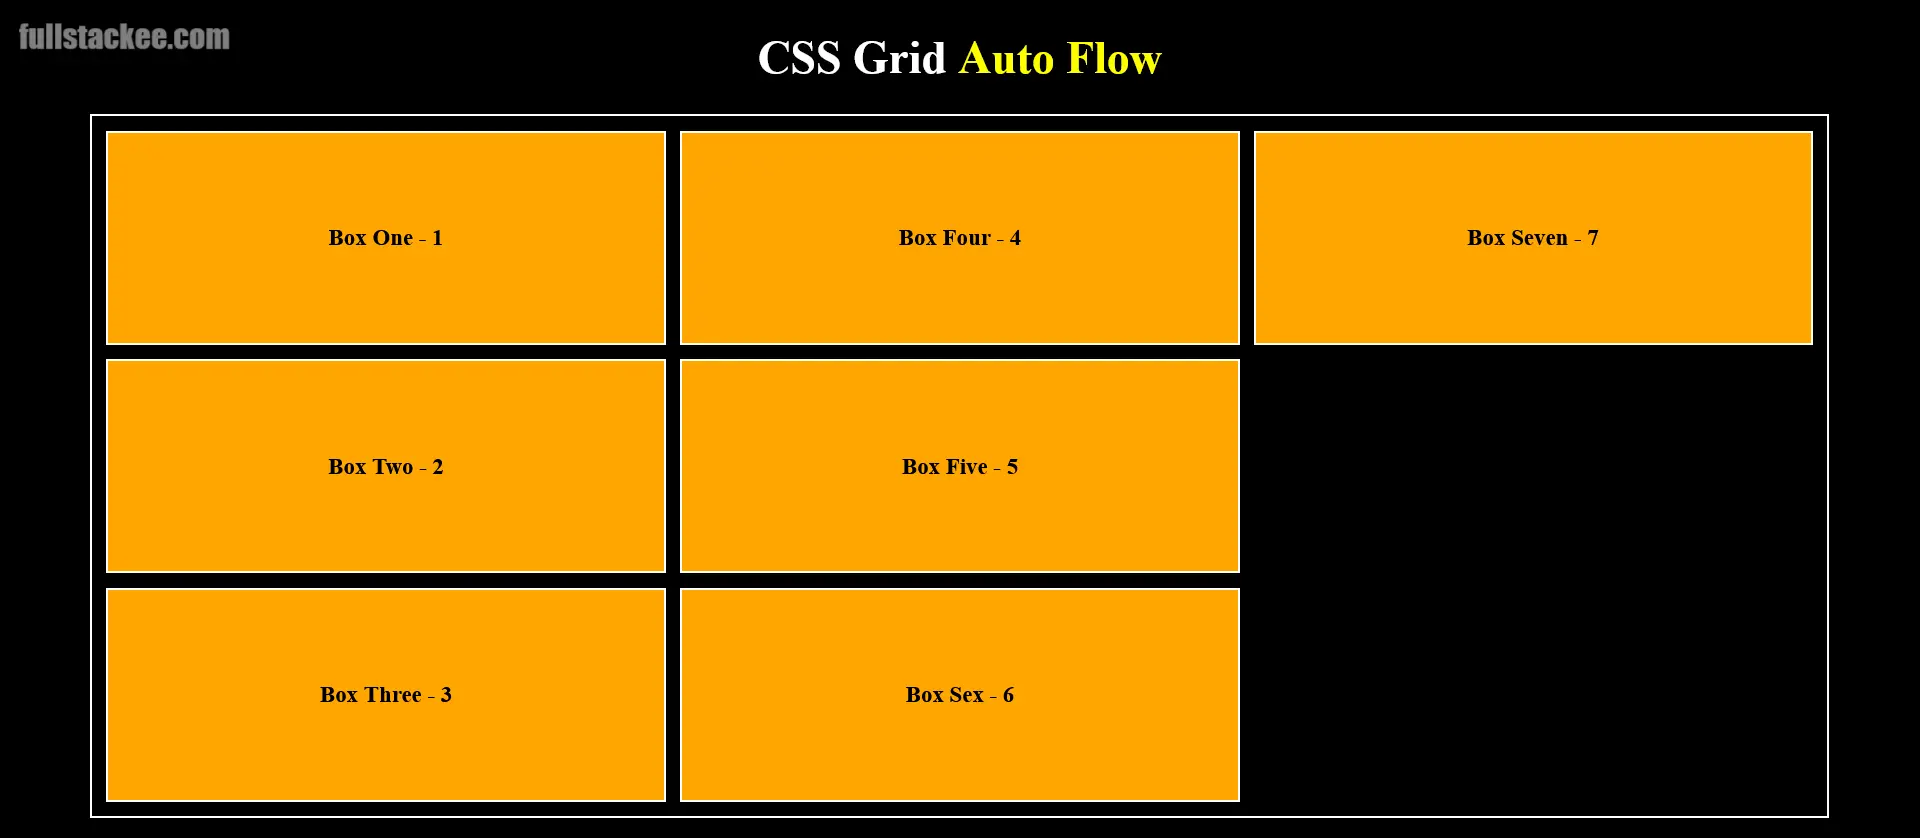 fullstackee.com
CSS Grid Auto Flow
Box One - 1
Box Four - 4
Box Seven - 7
Box Two - 2
Box Five - 5
Box Three - 3
Box Sex - 6